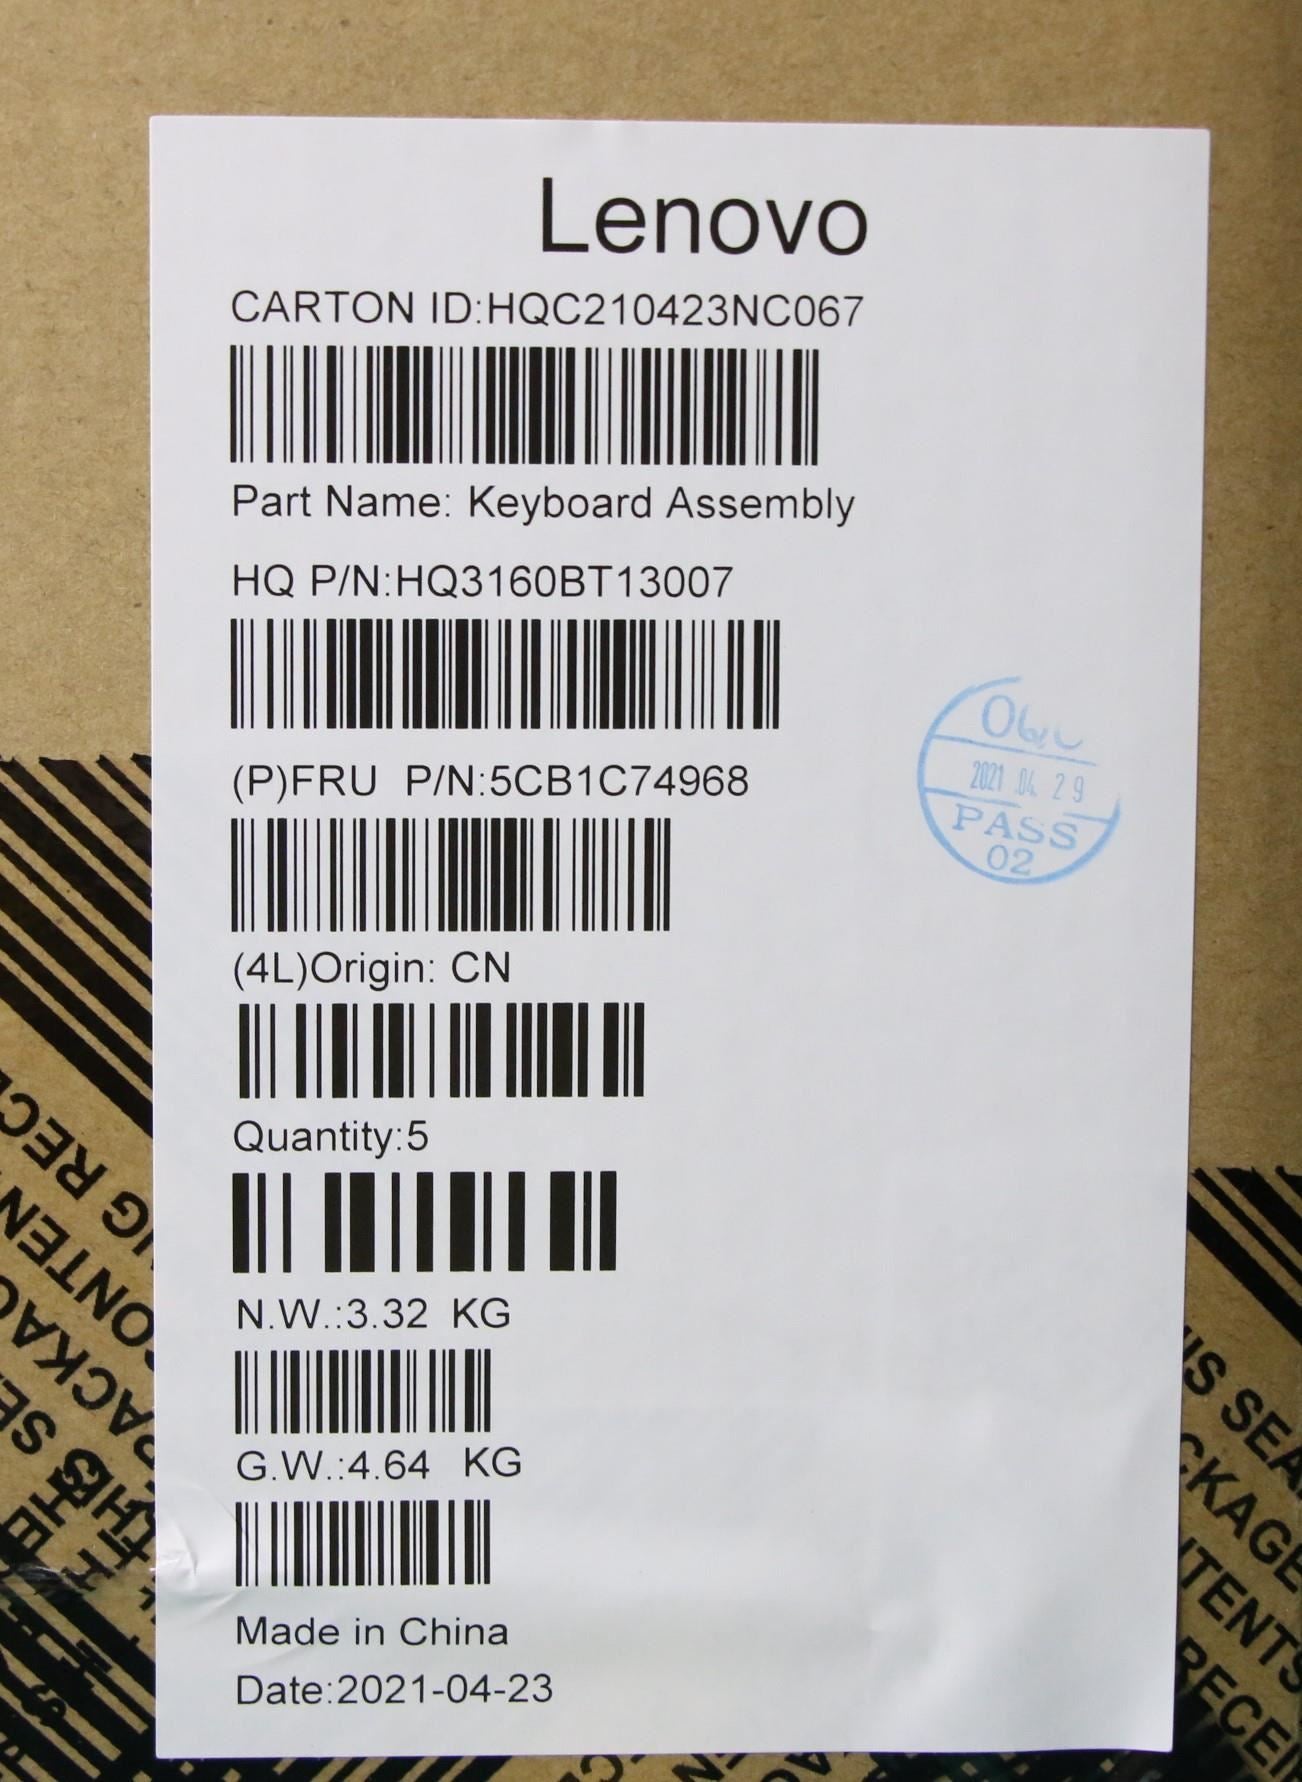 Lenovo
CARTON ID:HQC210423NC067
Part Name: Keyboard Assembly
HQ P/N:HQ3160BT13007
(P)FRU P/N:5CB1C74968
2021 .04. 29
PASS
02
(4L)Origin: CN
Quantity:5
N.W.:3.32 KG
G.W.:4.64 KG
Made in China
Date:2021-04-23